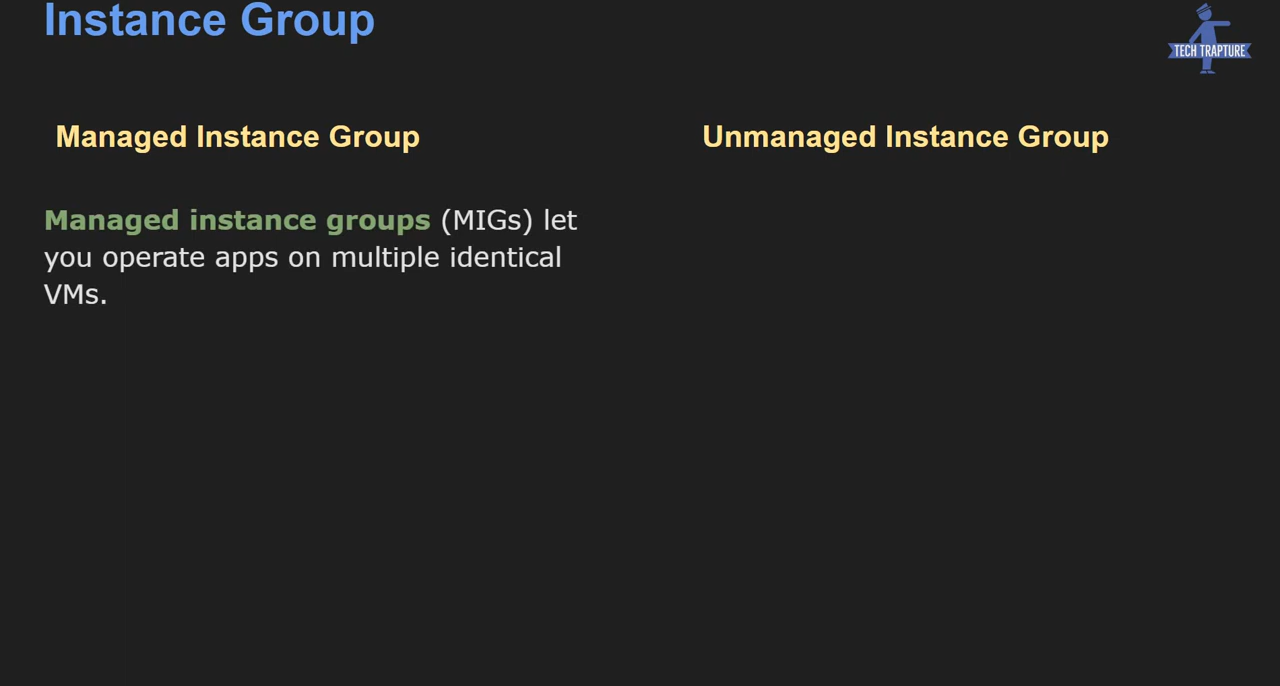 Instance Group
TECH TRAPTURE
Managed Instance Group
Unmanaged Instance Group
Managed instance groups (MIGs) let
you operate apps on multiple identical
VMs.